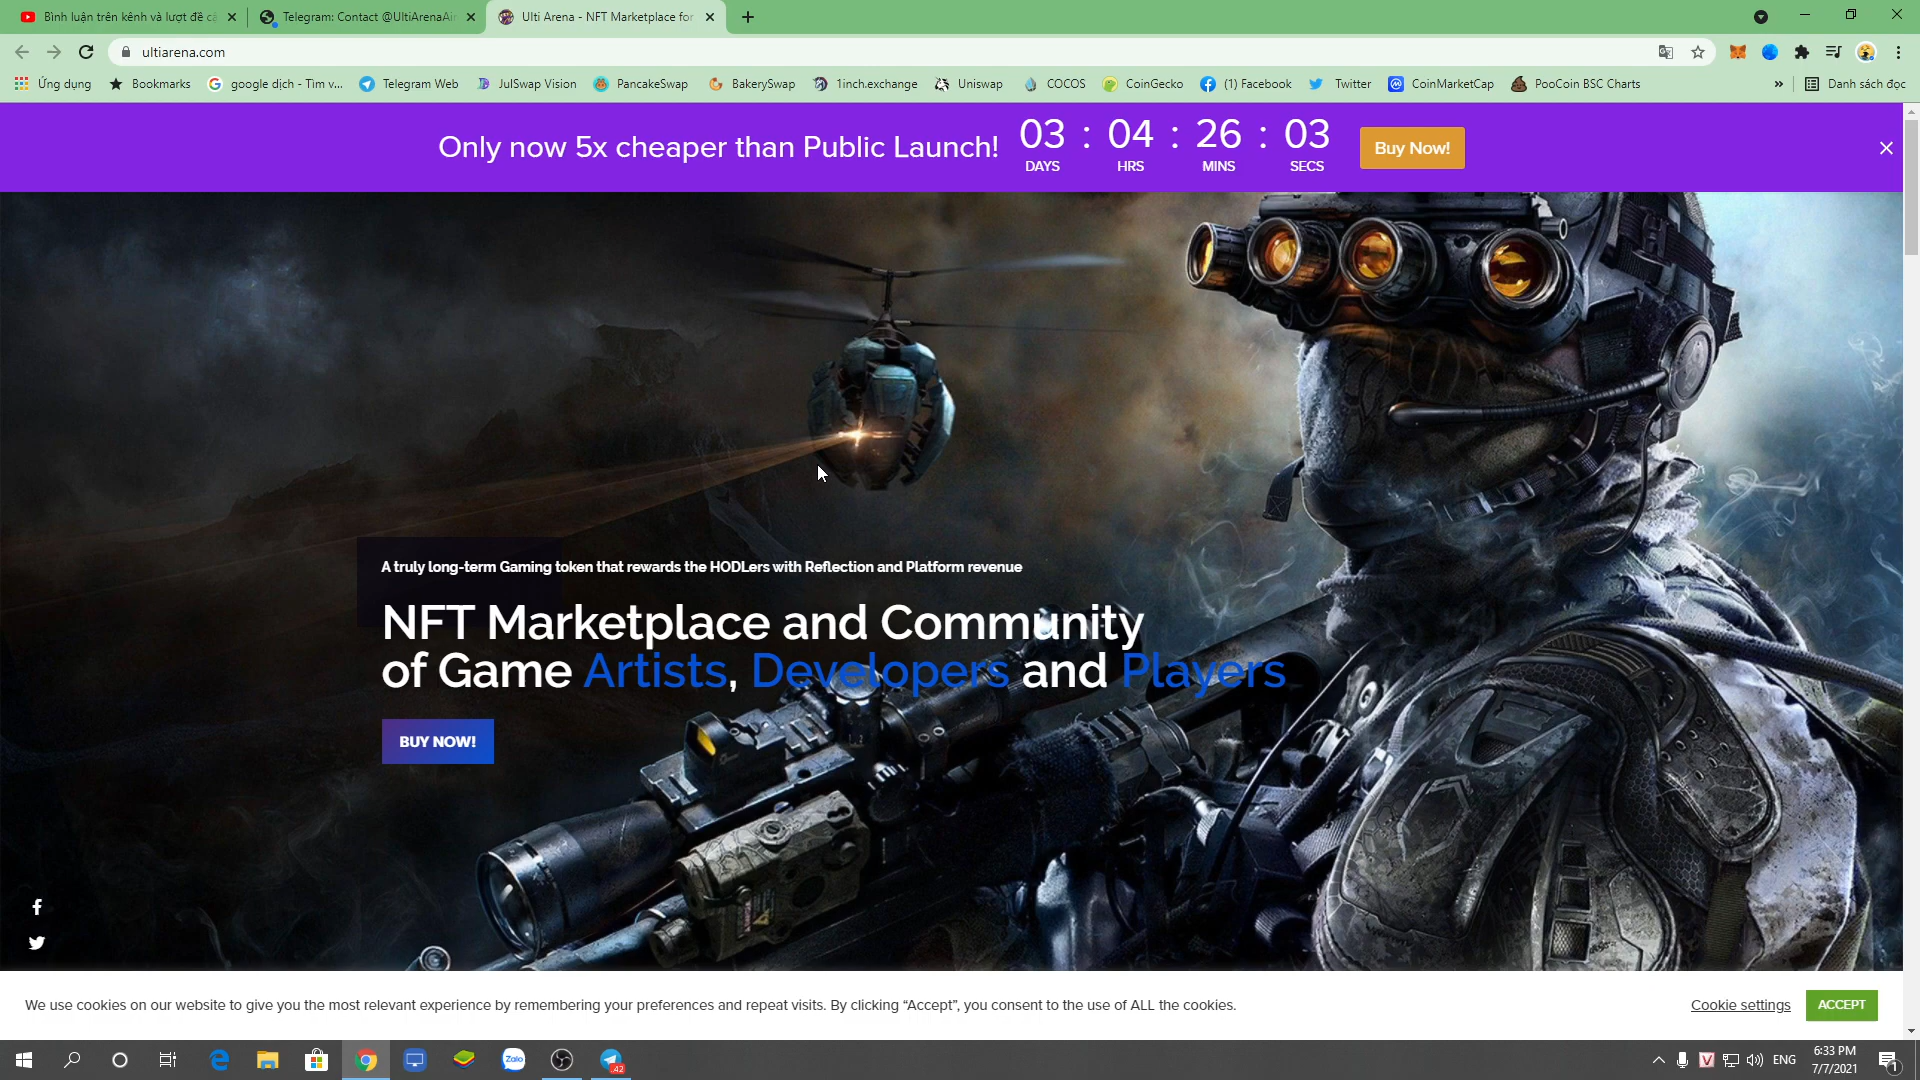 Bình luận trên kênh và lượt đề c
Telegram: Contact @UltiArenaAir
Ulti Arena - NFT Marketplace for
ultiarena.com
Ứng dụng
Bookmarks
google dịch - Tìm v...
Telegram Web
JulSwap Vision
PancakeSwap
BakerySwap
1inch.exchange
Uniswap
COCOS
CoinGecko
(1) Facebook
Twitter
CoinMarketCap
PooCoin BSC Charts
»
Danh sách đọc
Only now 5x cheaper than Public Launch!
03 : 04 : 26 : 03
DAYS HRS MINS SECS
Buy Now!
A truly long-term Gaming token that rewards the HODLers with Reflection and Platform revenue
NFT Marketplace and Community
of Game Artists, Developers and Players
BUY NOW!
We use cookies on our website to give you the most relevant experience by remembering your preferences and repeat visits. By clicking “Accept”, you consent to the use of ALL the cookies.
Cookie settings
ACCEPT
Zalo
42
V
ENG
6:33 PM
7/7/2021
1